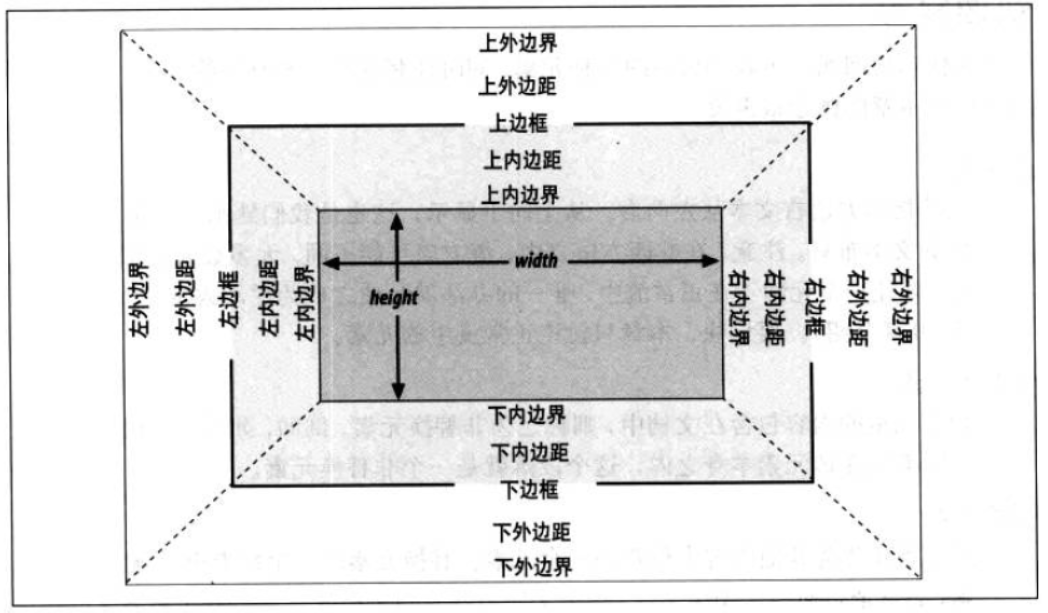 上外边界
上外边距
上边框
上内边距
上内边界
左外边界
左外边距
左边框
左内边距
左内边界
width
height
右内边界
右内边距
右边框
右外边距
右外边界
下内边界
下内边距
下边框
下外边距
下外边界